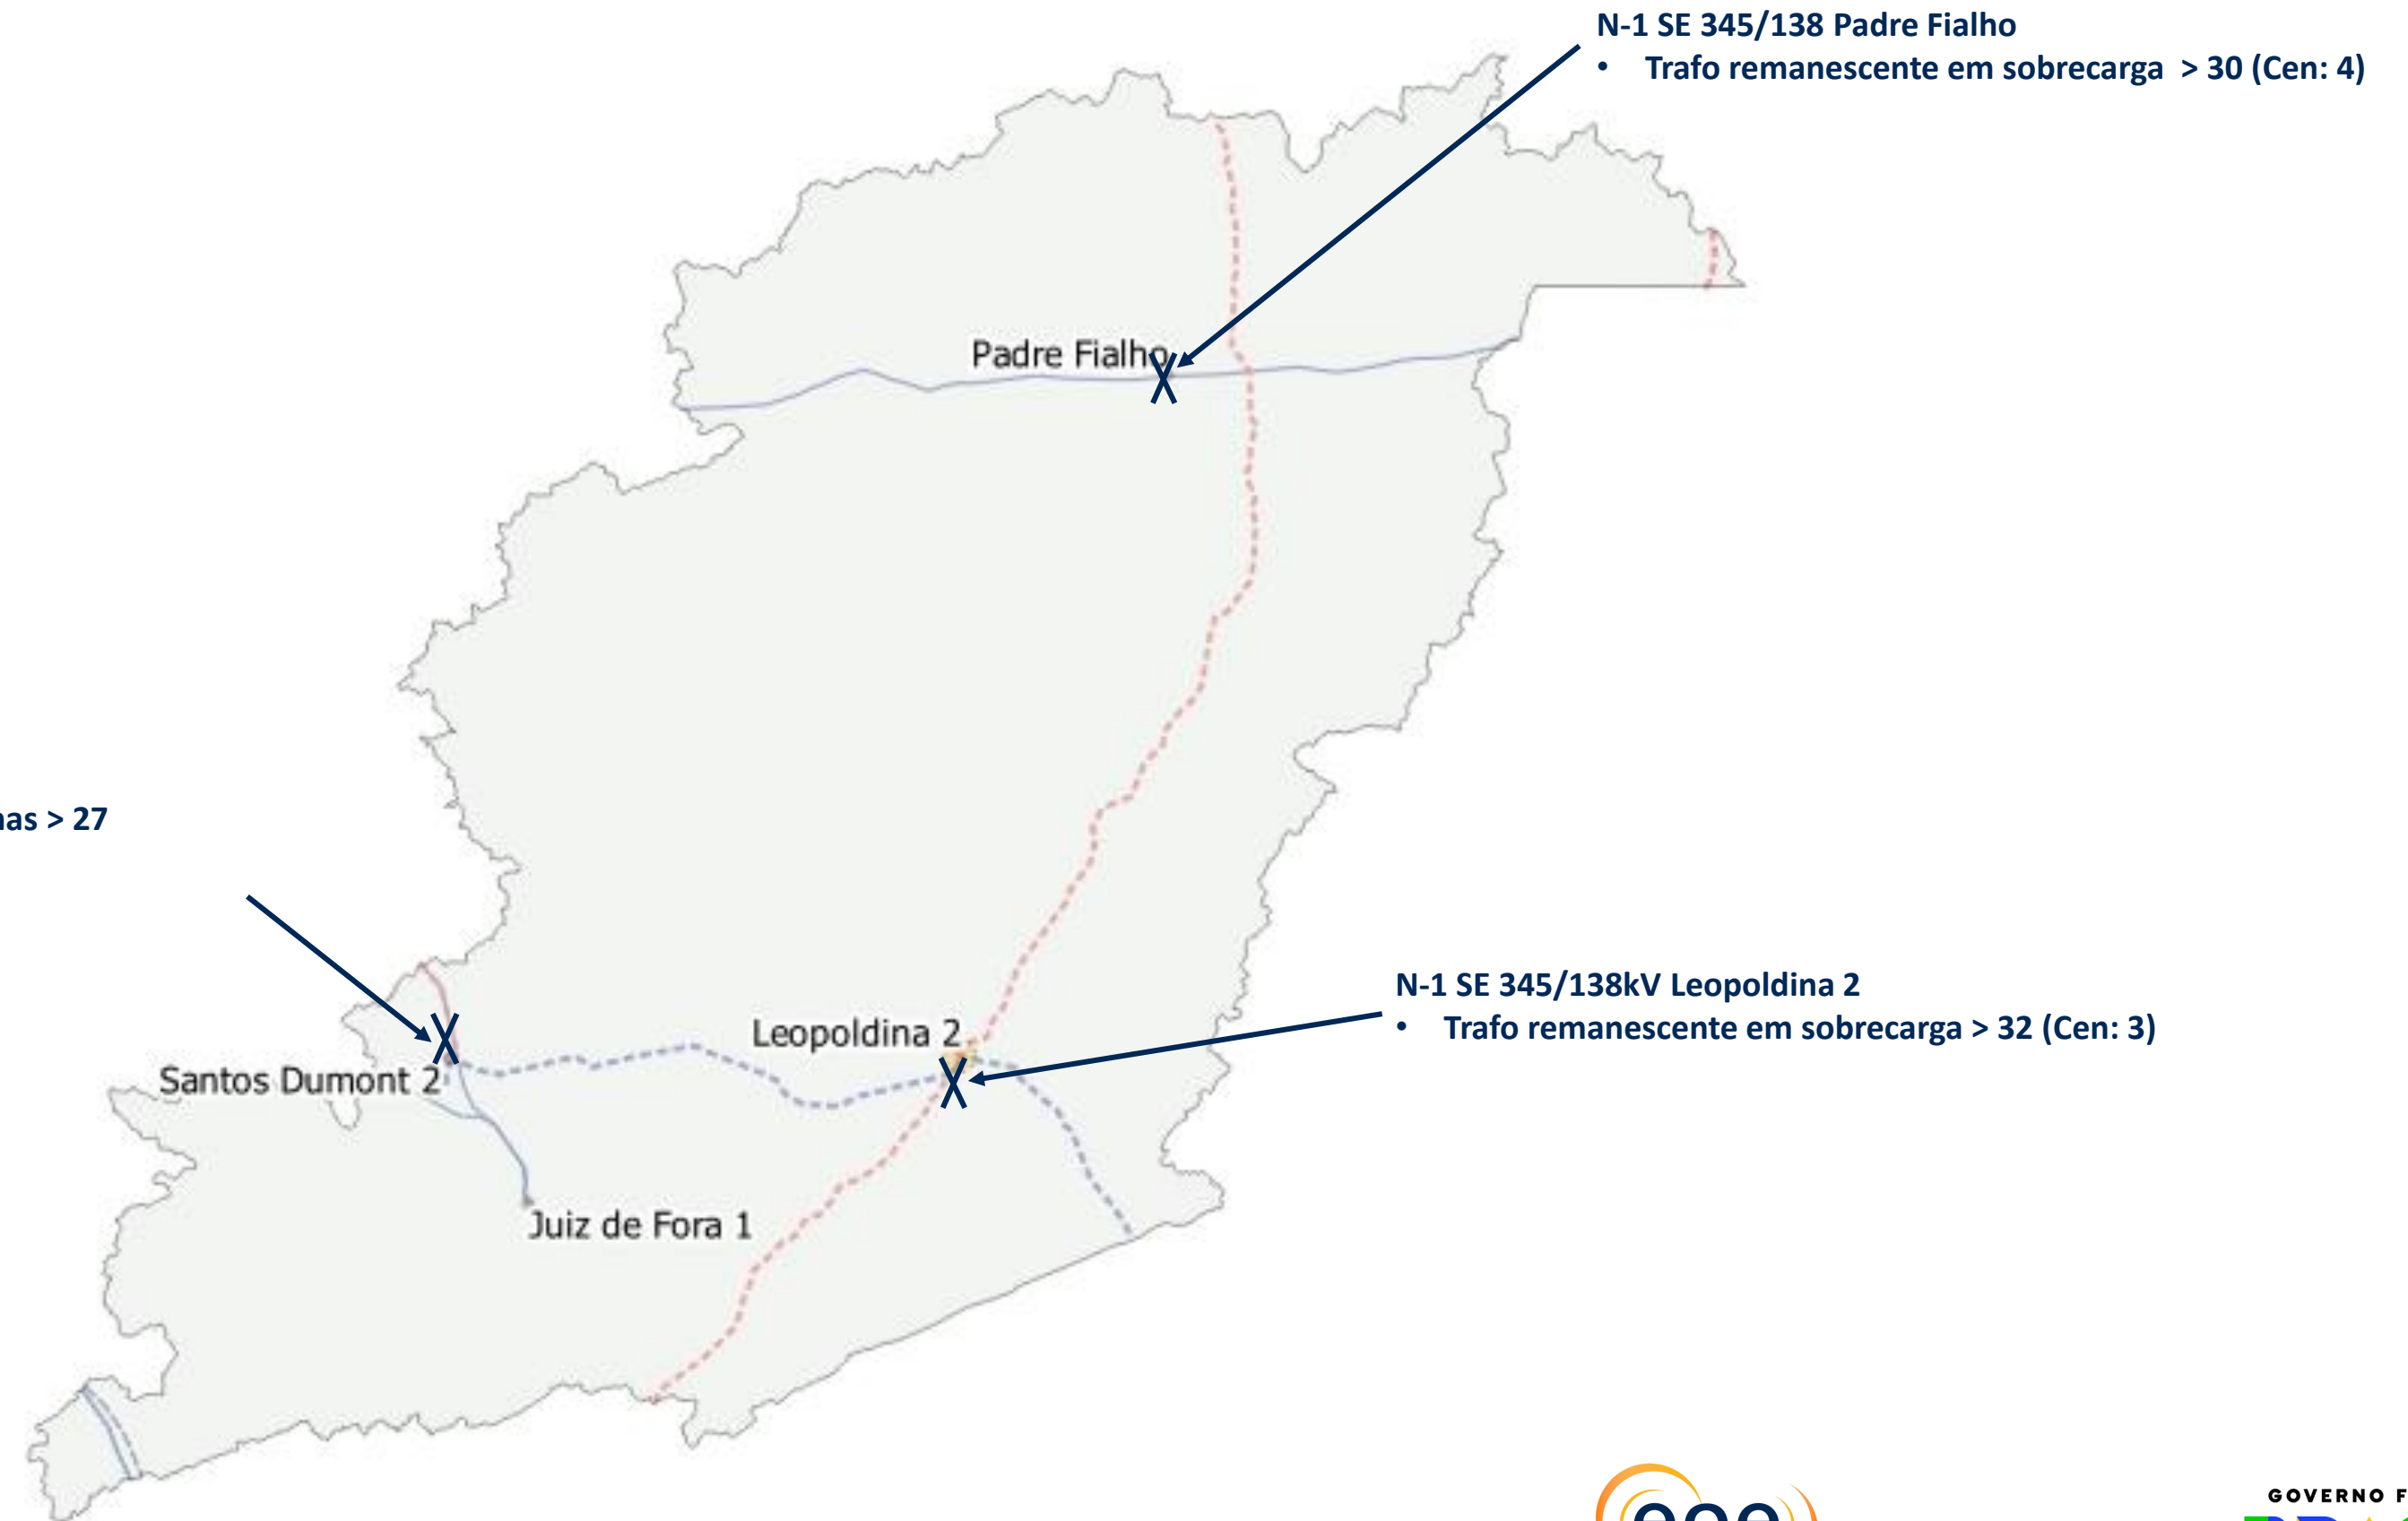 N-1 SE 345/138 Padre Fialho
• Trafo remanescente em sobrecarga > 30 (Cen: 4)
Padre Fialho
> 27
N-1 SE 345/138kV Leopoldina 2
• Trafo remanescente em sobrecarga > 32 (Cen: 3)
Leopoldina 2
Santos Dumont 2
Juiz de Fora 1
epe
GOVERNO F